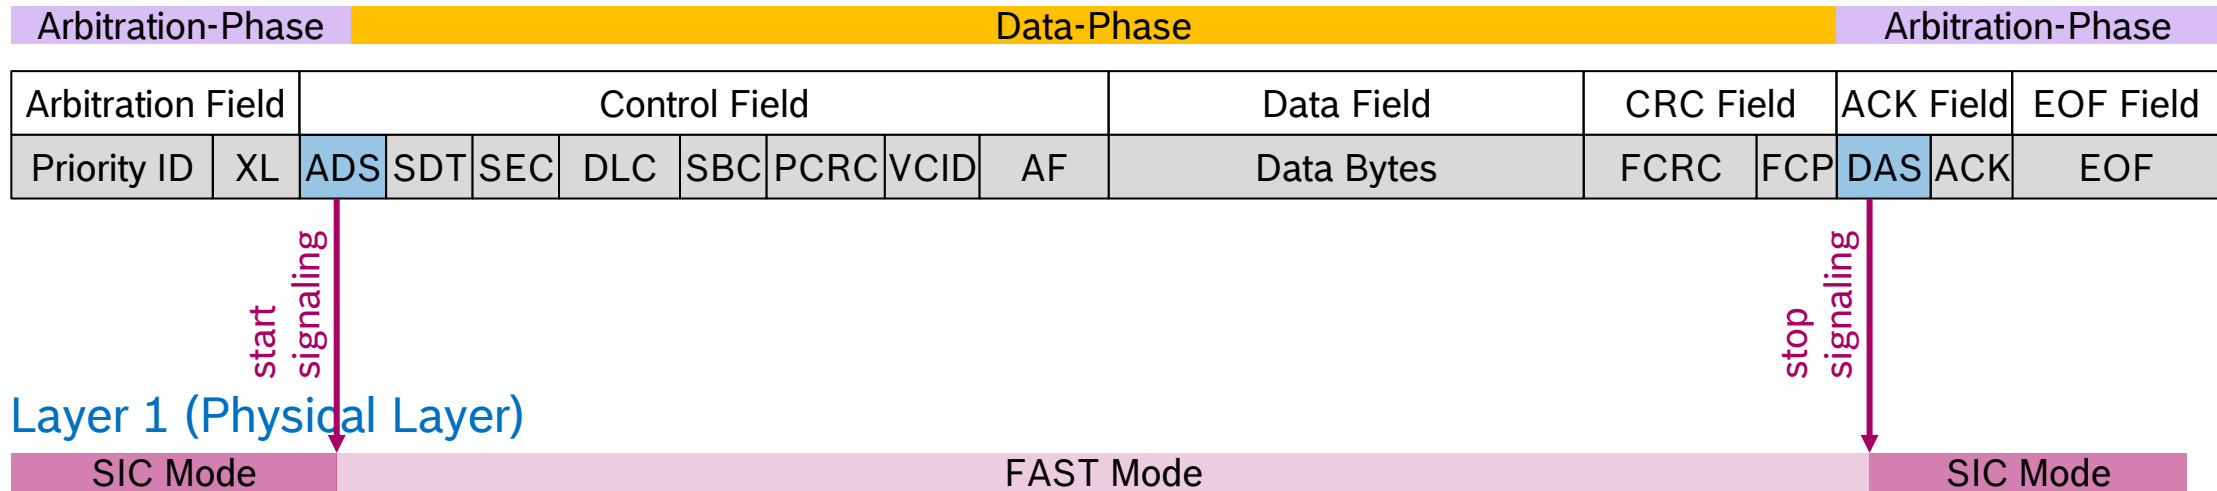 Arbitration-Phase Data-Phase Arbitration-Phase
Arbitration Field Control Field Data Field CRC Field ACK Field EOF Field
Priority ID XL ADS SDT SEC DLC SBC PCRC VCID AF Data Bytes FCRC FCP DAS ACK EOF
start
signaling
stop
signaling
Layer 1 (Physical Layer)
SIC Mode FAST Mode SIC Mode